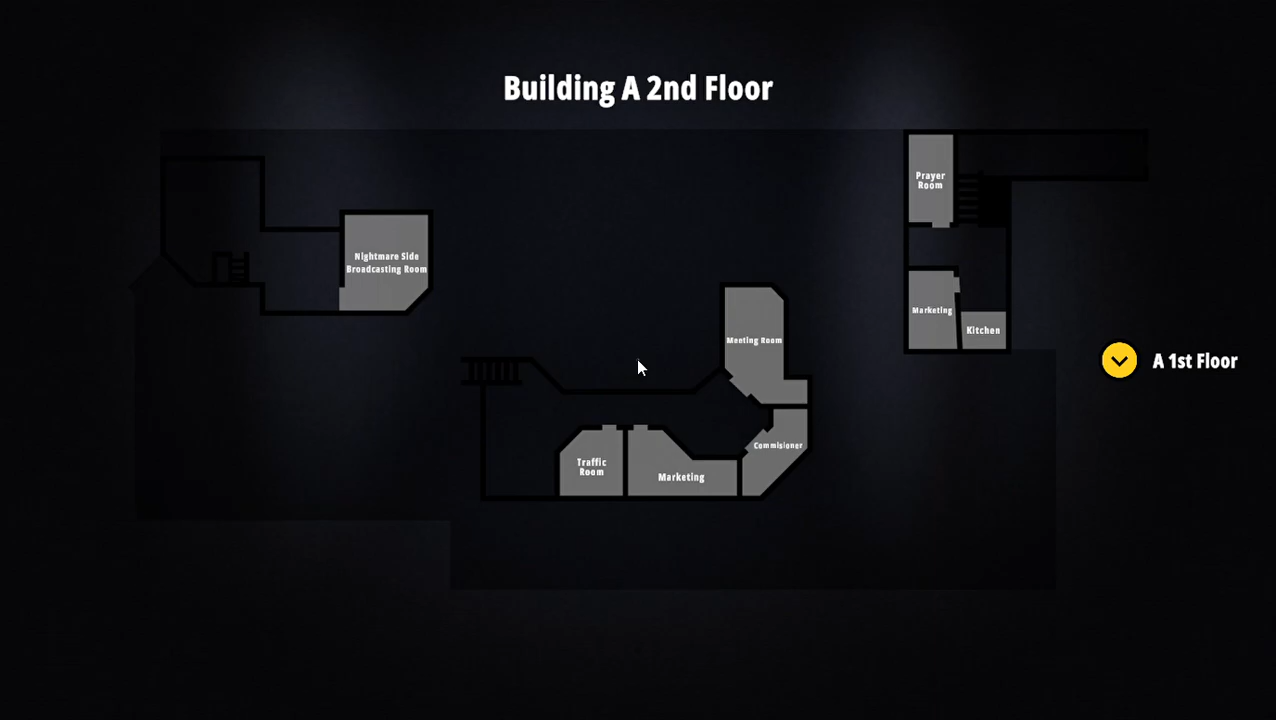 Building A 2nd Floor
Prayer
Room
Nightmare Side
Broadcasting Room
Marketing
Kitchen
Meeting Room
A 1st Floor
Commisioner
Traffic
Room
Marketing